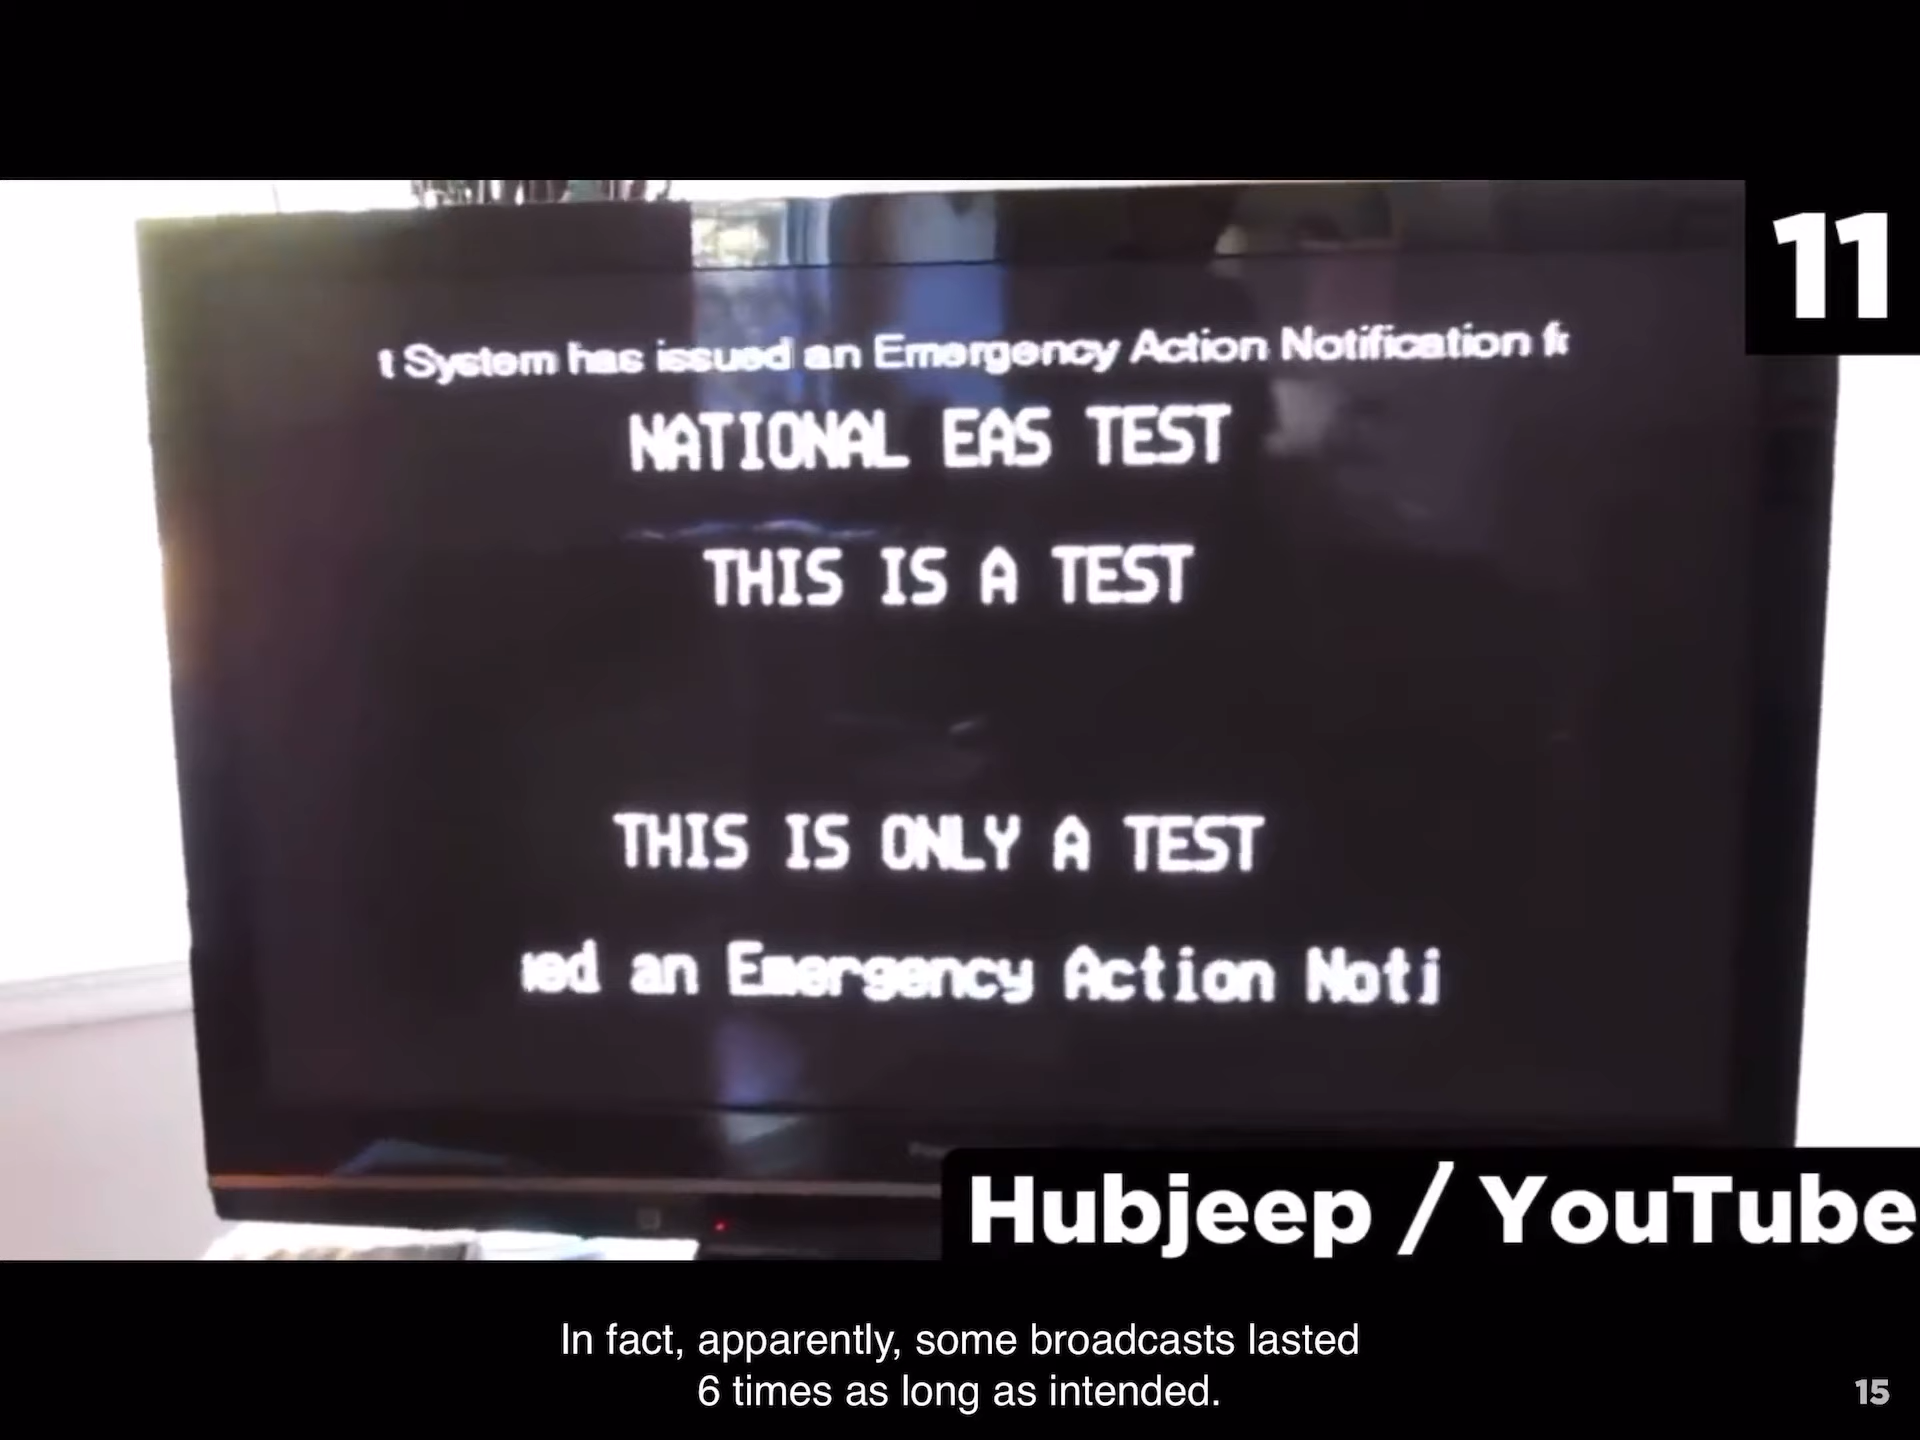 11
t System has issued an Emergency Action Notification
NATIONAL EAS TEST
THIS IS A TEST
THIS IS ONLY A TEST
ed an Emergency Action Noti
Hubjeep / YouTube
In fact, apparently, some broadcasts lasted
6 times as long as intended.
15